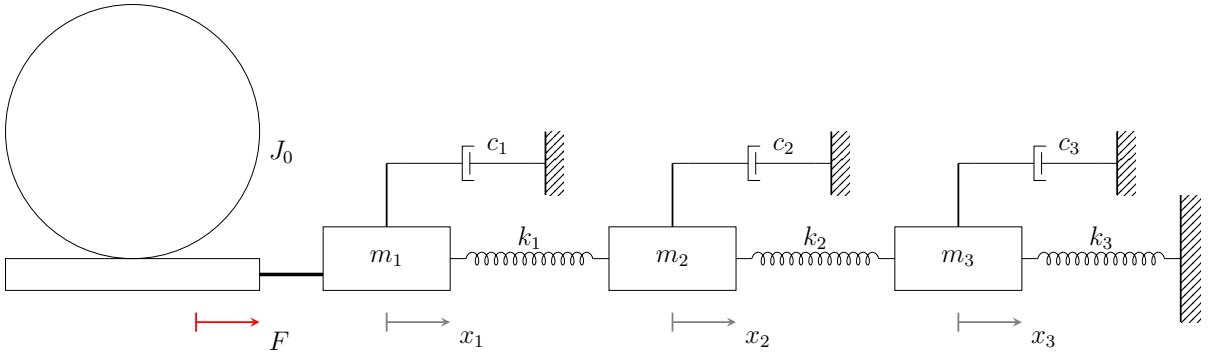 J₀
c₁ c₂ c₃
k₁ k₂ k₃
m₁ m₂ m₃
F x₁ x₂ x₃